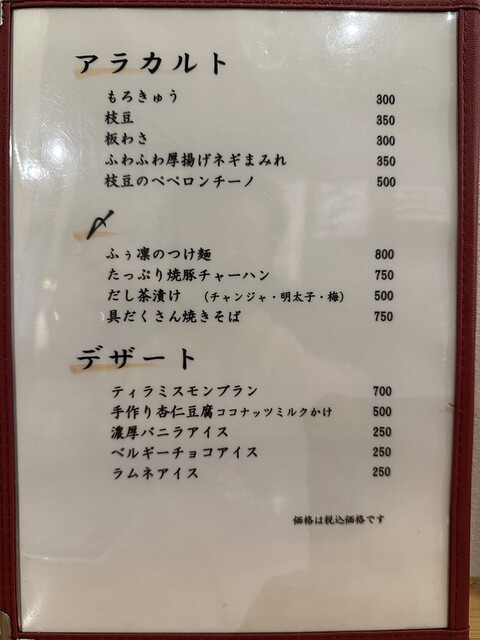 アラカルト
もろきゅう 300
枝豆 350
板わさ 300
ふわふわ厚揚げネギまみれ 350
枝豆のペペロンチーノ 500
〆
ふぅ凛のつけ麺 800
たっぷり焼豚チャーハン 750
だし茶漬け (チャンジャ・明太子・梅) 500
具だくさん焼きそば 750
デザート
ティラミスモンブラン 700
手作り杏仁豆腐ココナッツミルクかけ 500
濃厚バニラアイス 250
ベルギーチョコアイス 250
ラムネアイス 250
価格は税込価格です